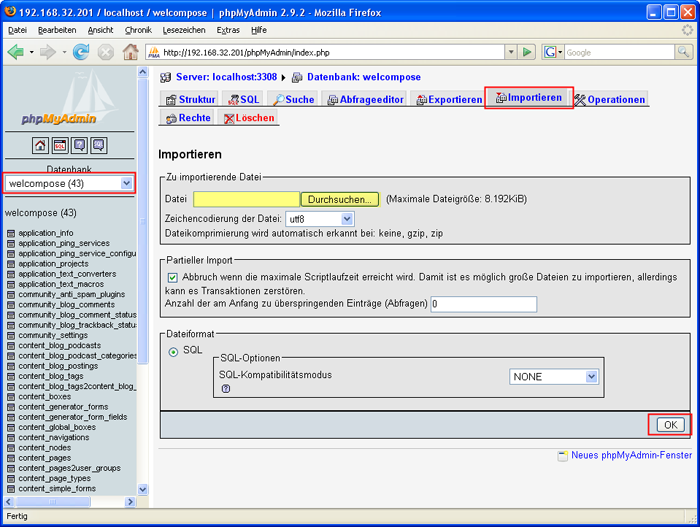 192.168.32.201 / localhost / welcompose | phpMyAdmin 2.9.2 - Mozilla Firefox
Datei Bearbeiten Ansicht Chronik Lesezeichen Extras Hilfe
http://192.168.32.201/phpMyAdmin/index.php
Google
phpMyAdmin
SQL
Datenbank
welcompose (43)
welcompose (43)
application_info
application_ping_services
application_ping_service_configu
application_projects
application_text_converters
application_text_macros
community_anti_spam_plugins
community_blog_comments
community_blog_comment_status
community_blog_trackback_status
community_settings
content_blog_podcasts
content_blog_podcast_categories
content_blog_postings
content_blog_tags
content_blog_tags2content_blog_
content_boxes
content_generator_forms
content_generator_form_fields
content_global_boxes
content_navigations
content_nodes
content_pages
content_pages2user_groups
content_page_types
content_simple_forms
Server: localhost:3308 Datenbank: welcompose
Struktur SQL Suche Abfrageeditor Exportieren Importieren Operationen
Rechte Löschen
Importieren
Zu importierende Datei
Datei Durchsuchen... (Maximale Dateigröße: 8.192KiB)
Zeichencodierung der Datei: utf8
Dateikomprimierung wird automatisch erkannt bei: keine, gzip, zip
Partieller Import
Abbruch wenn die maximale Scriptlaufzeit erreicht wird. Damit ist es möglich große Dateien zu importieren, allerdings
kann es Transaktionen zerstören.
Anzahl der am Anfang zu überspringenden Einträge (Abfragen) 0
Dateiformat
SQL
SQL-Optionen
SQL-Kompatibilitätsmodus NONE
OK
Neues phpMyAdmin-Fenster
Fertig